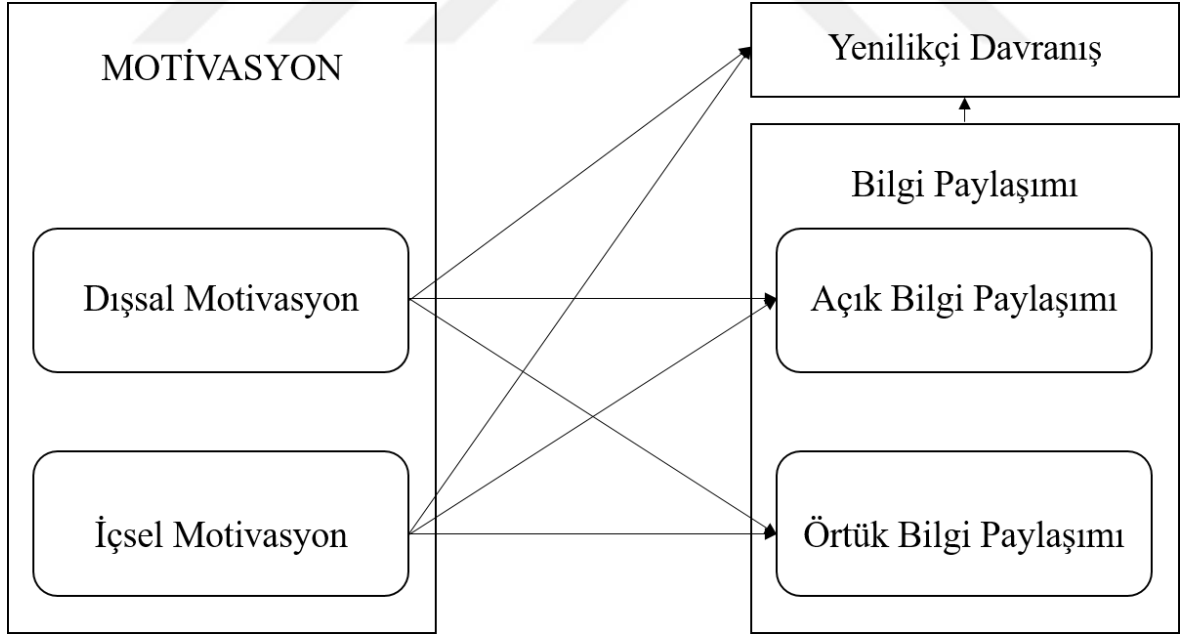 MOTİVASYON
Dışsal Motivasyon
İçsel Motivasyon
Yenilikçi Davranış
Bilgi Paylaşımı
Açık Bilgi Paylaşımı
Örtük Bilgi Paylaşımı